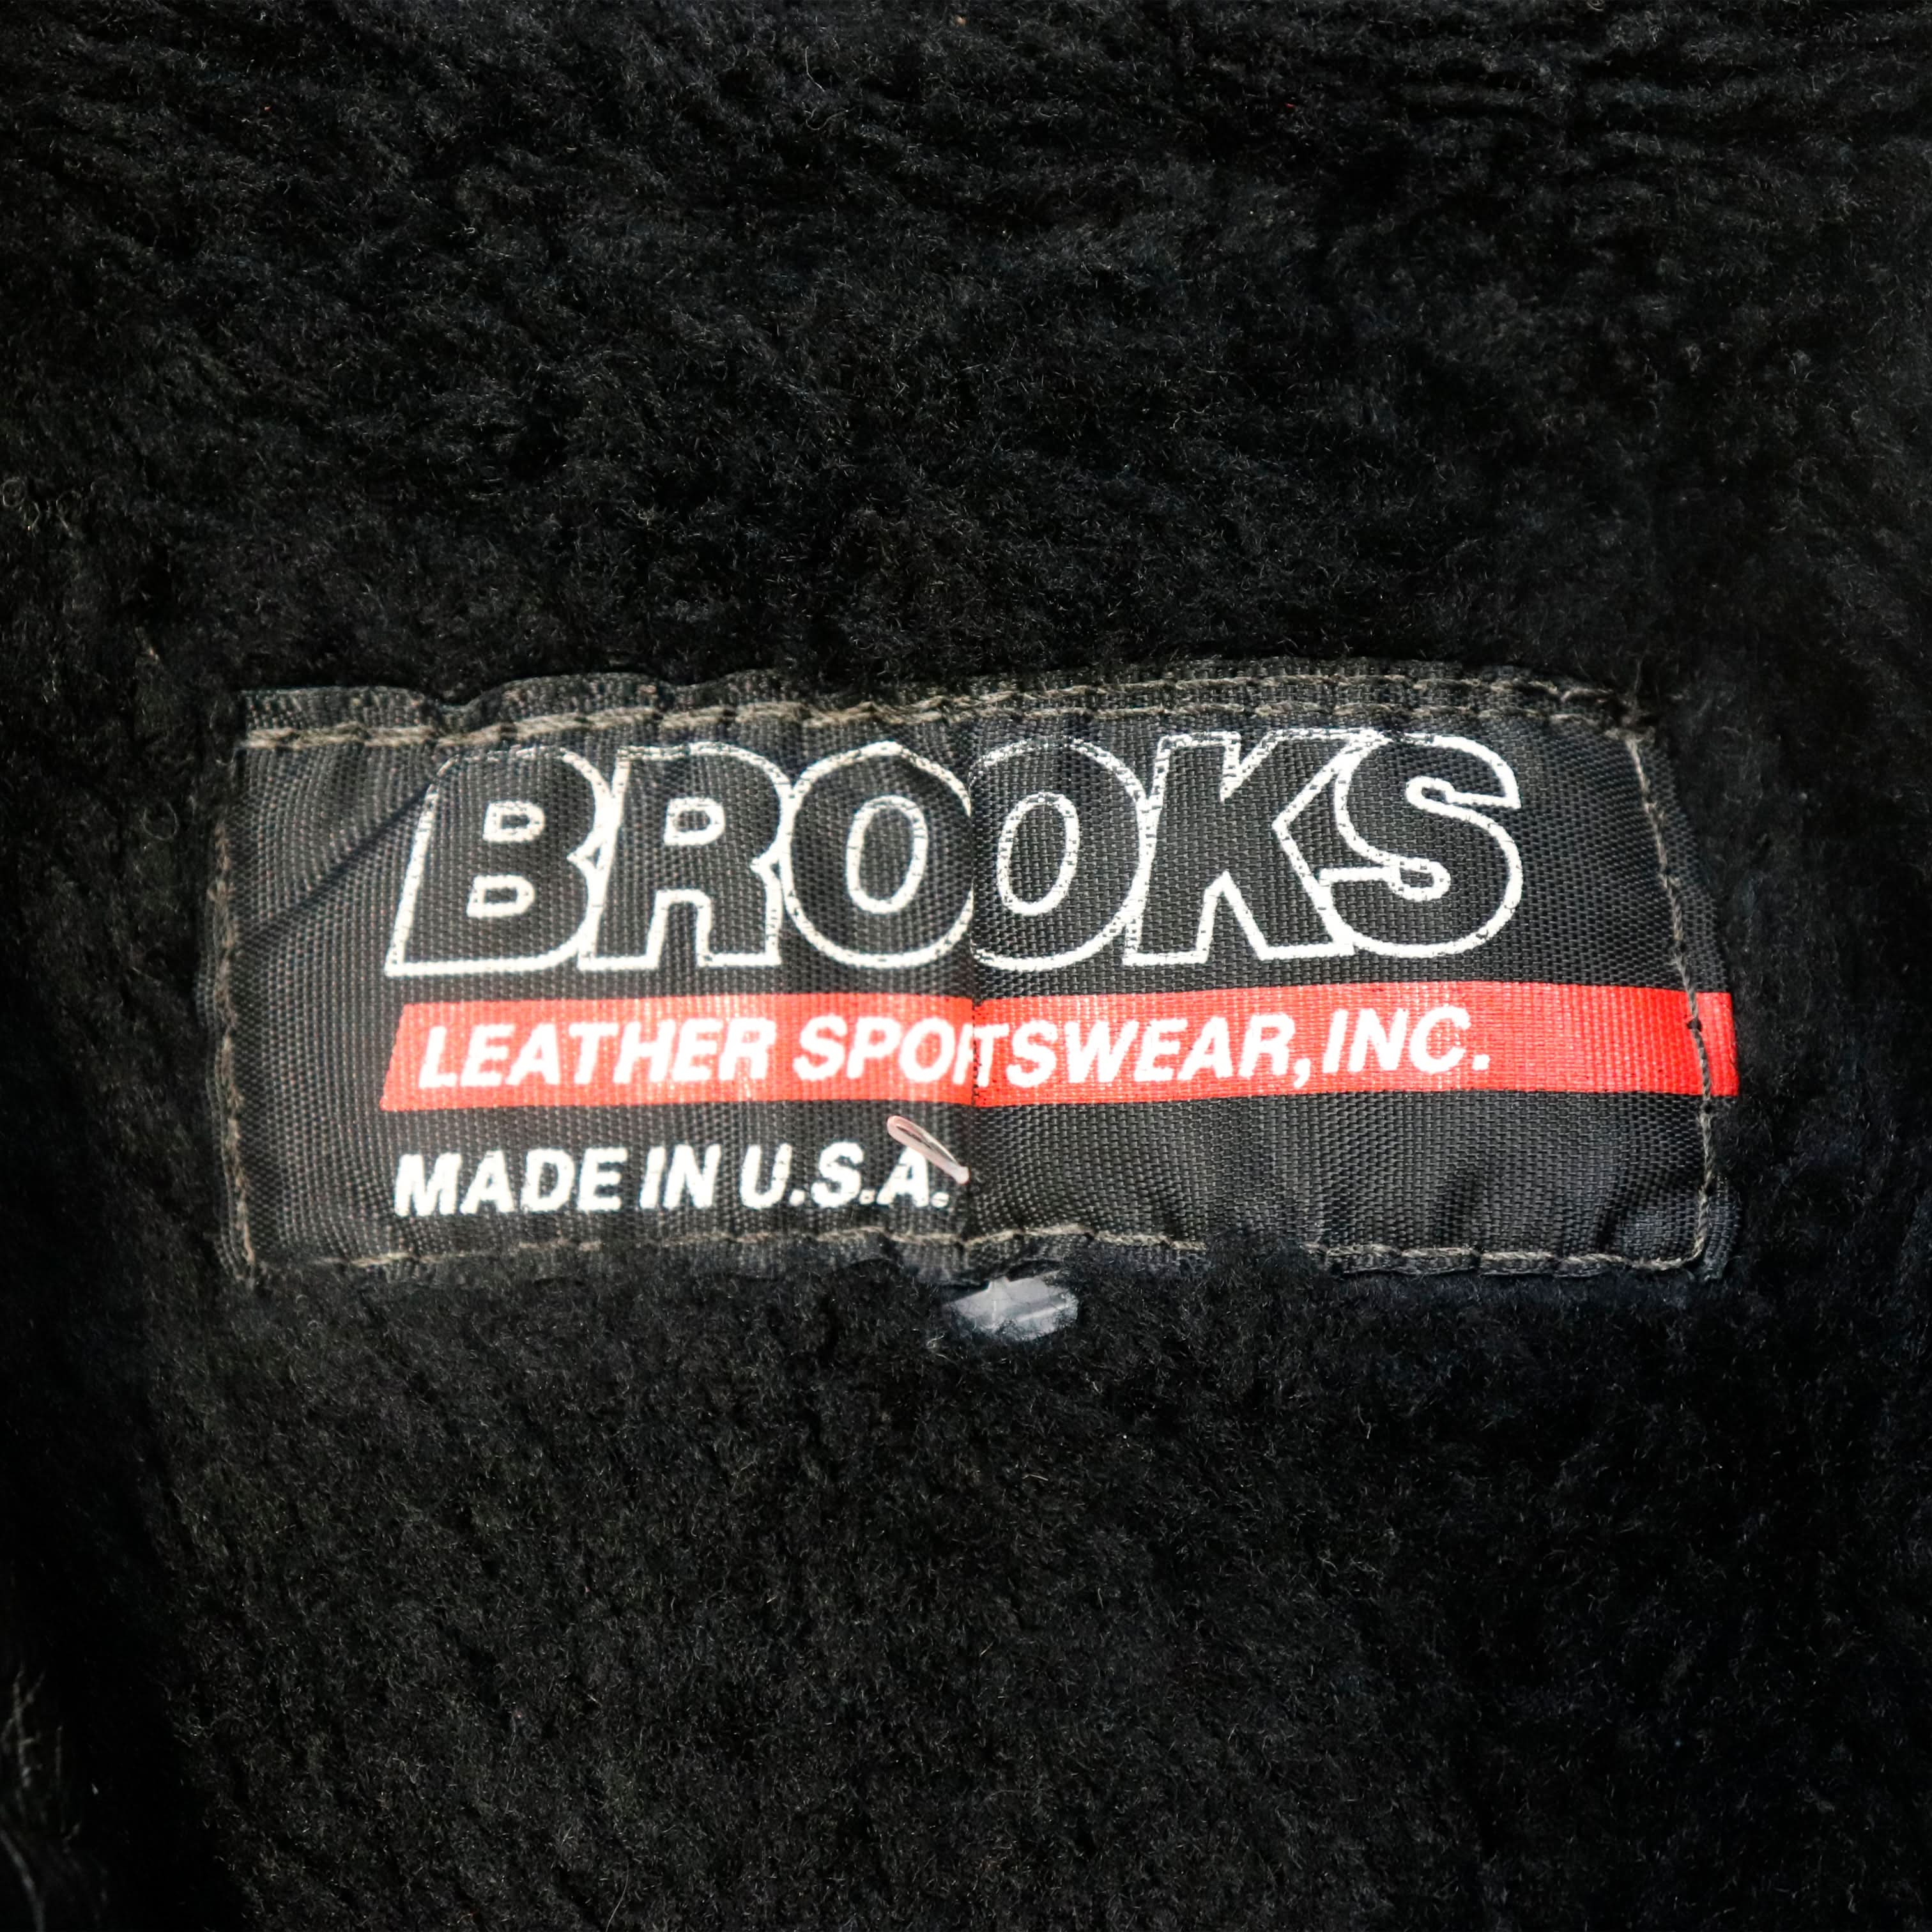 BROOKS
LEATHER SPORTSWEAR, INC.
MADE IN U.S.A.